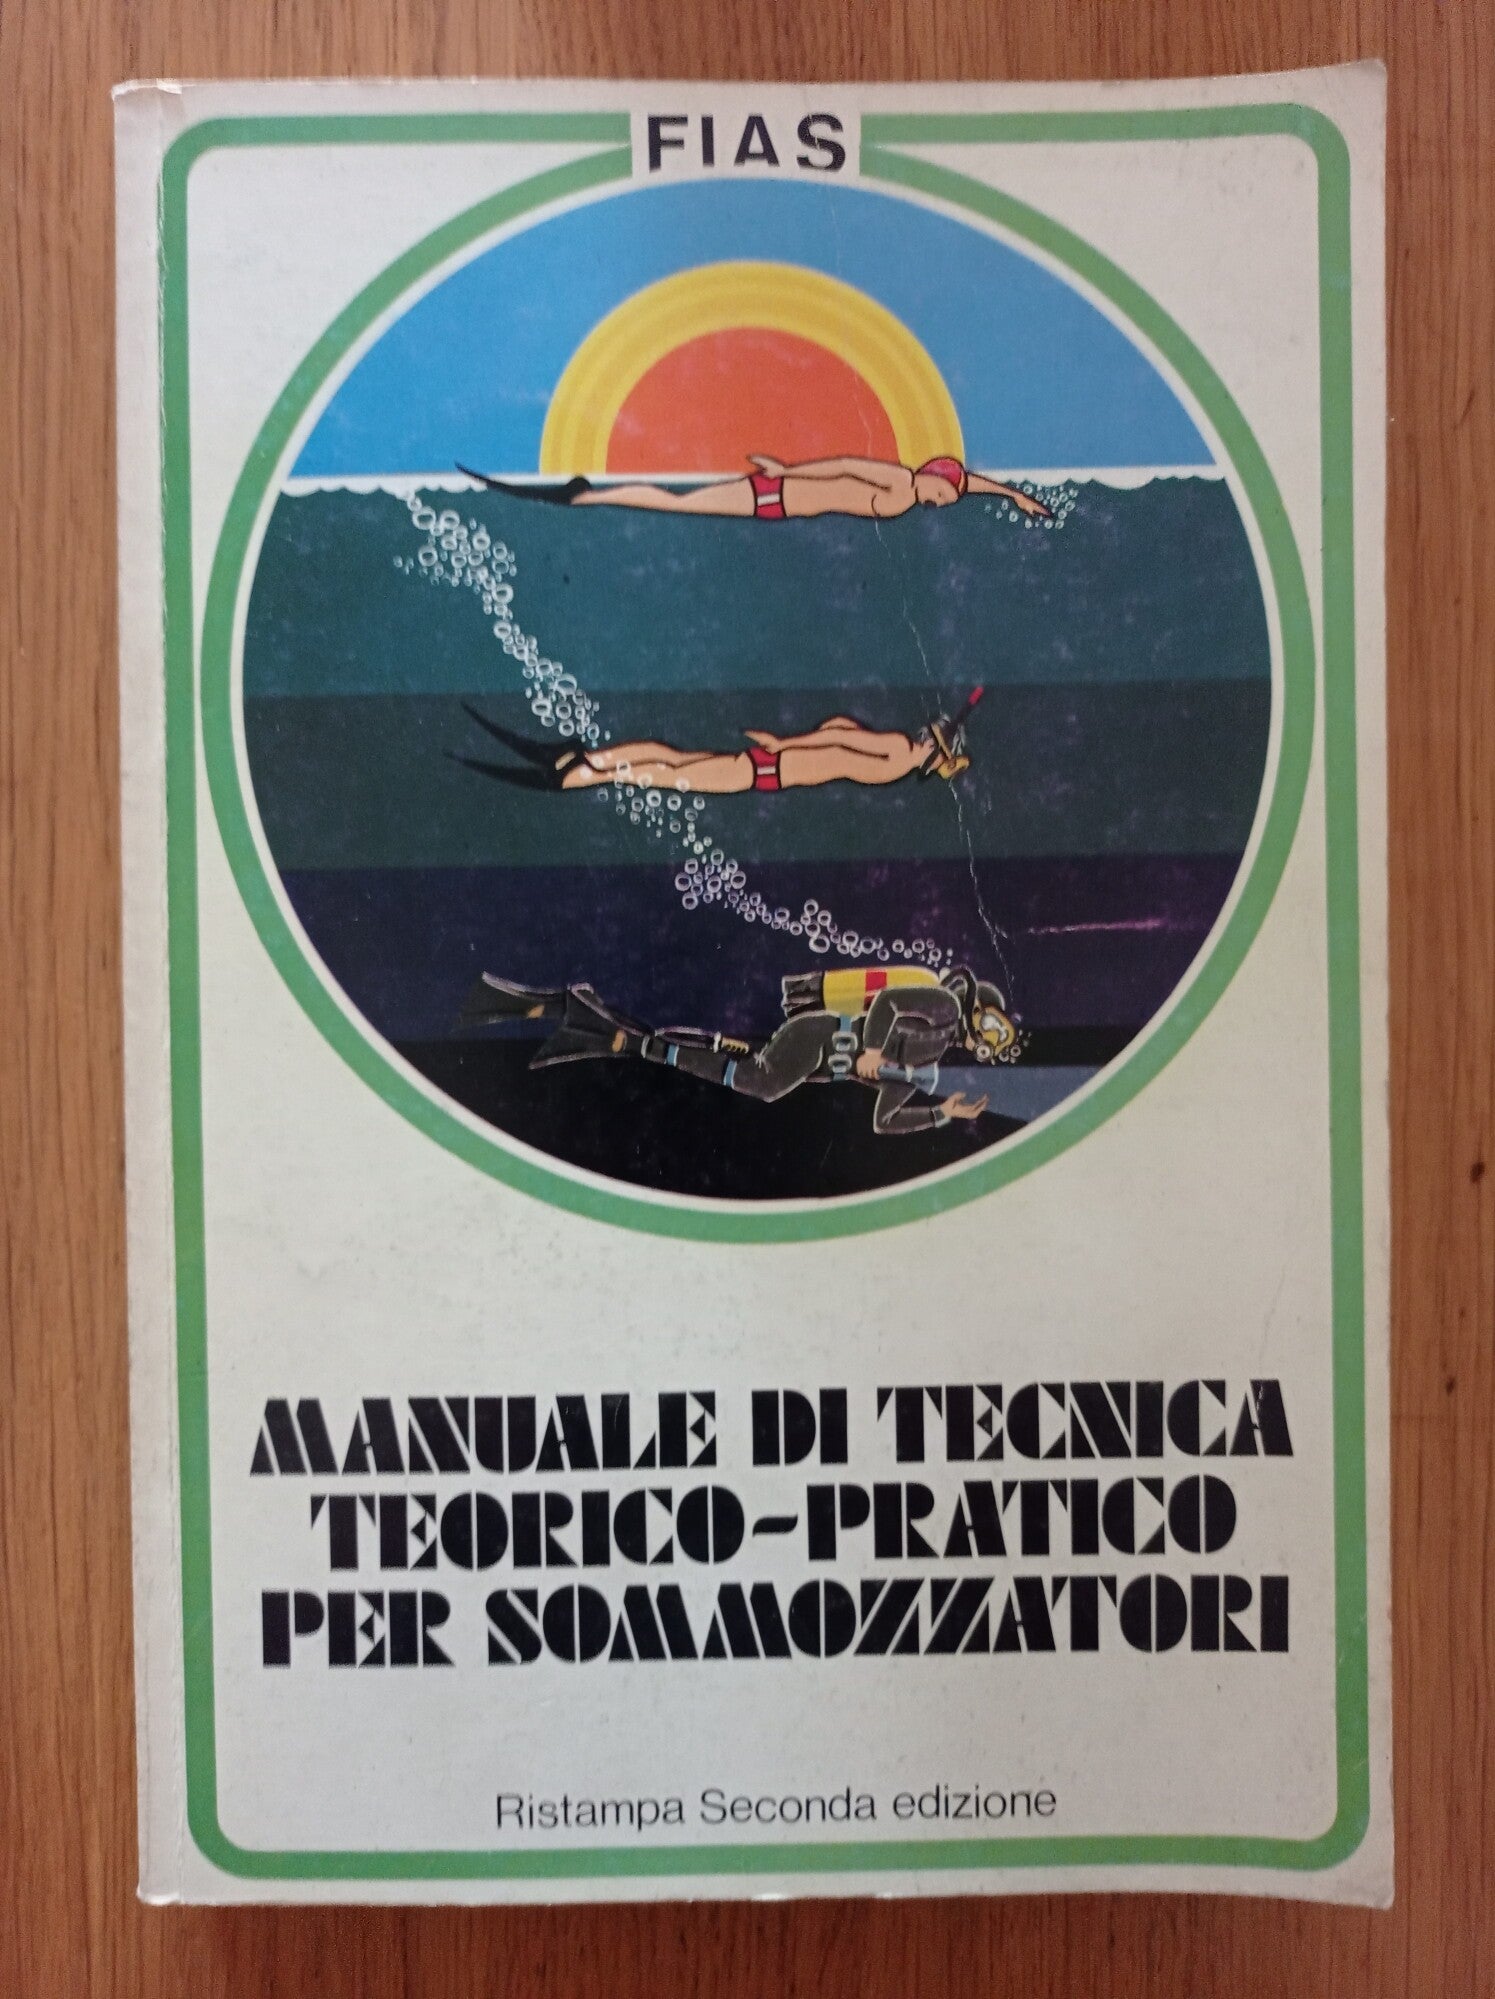 FIAS
MANUALE DI TECNICA
TEORICO-PRATICO
PER SOMMOZZATORI
Ristampa Seconda edizione